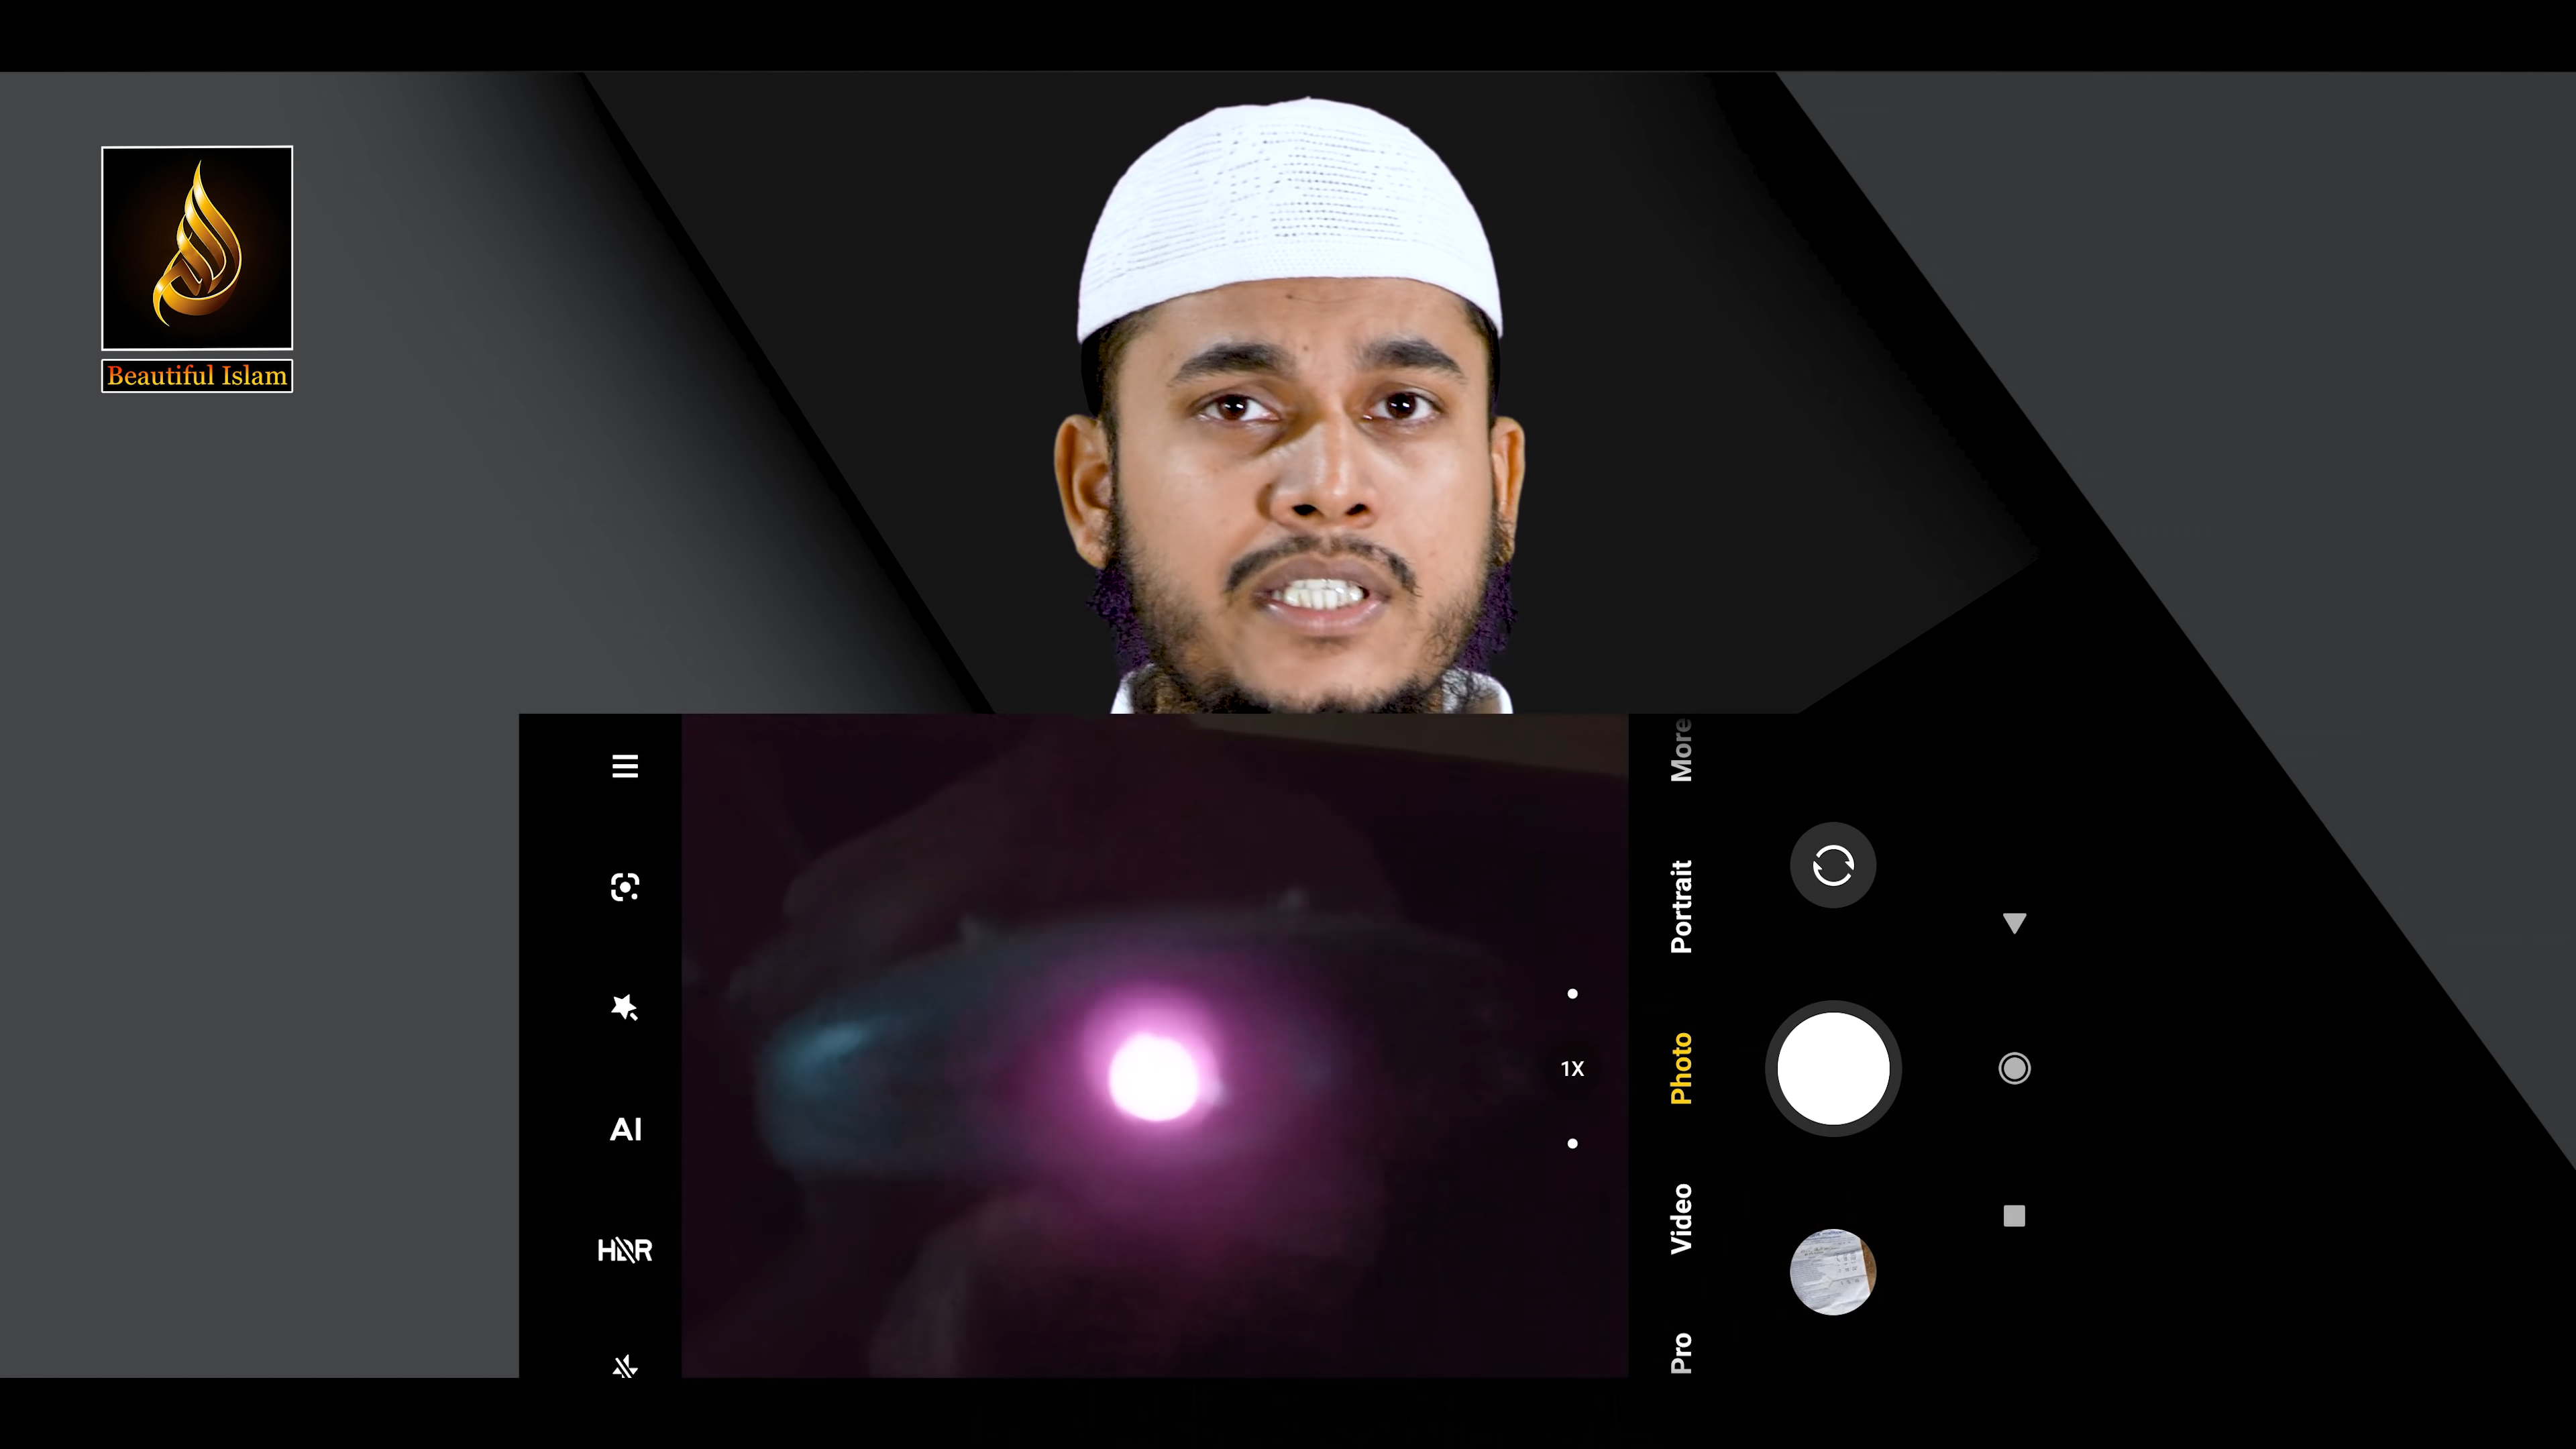 Beautiful Islam
AI
HDR
1X
More
Portrait
Photo
Video
Pro